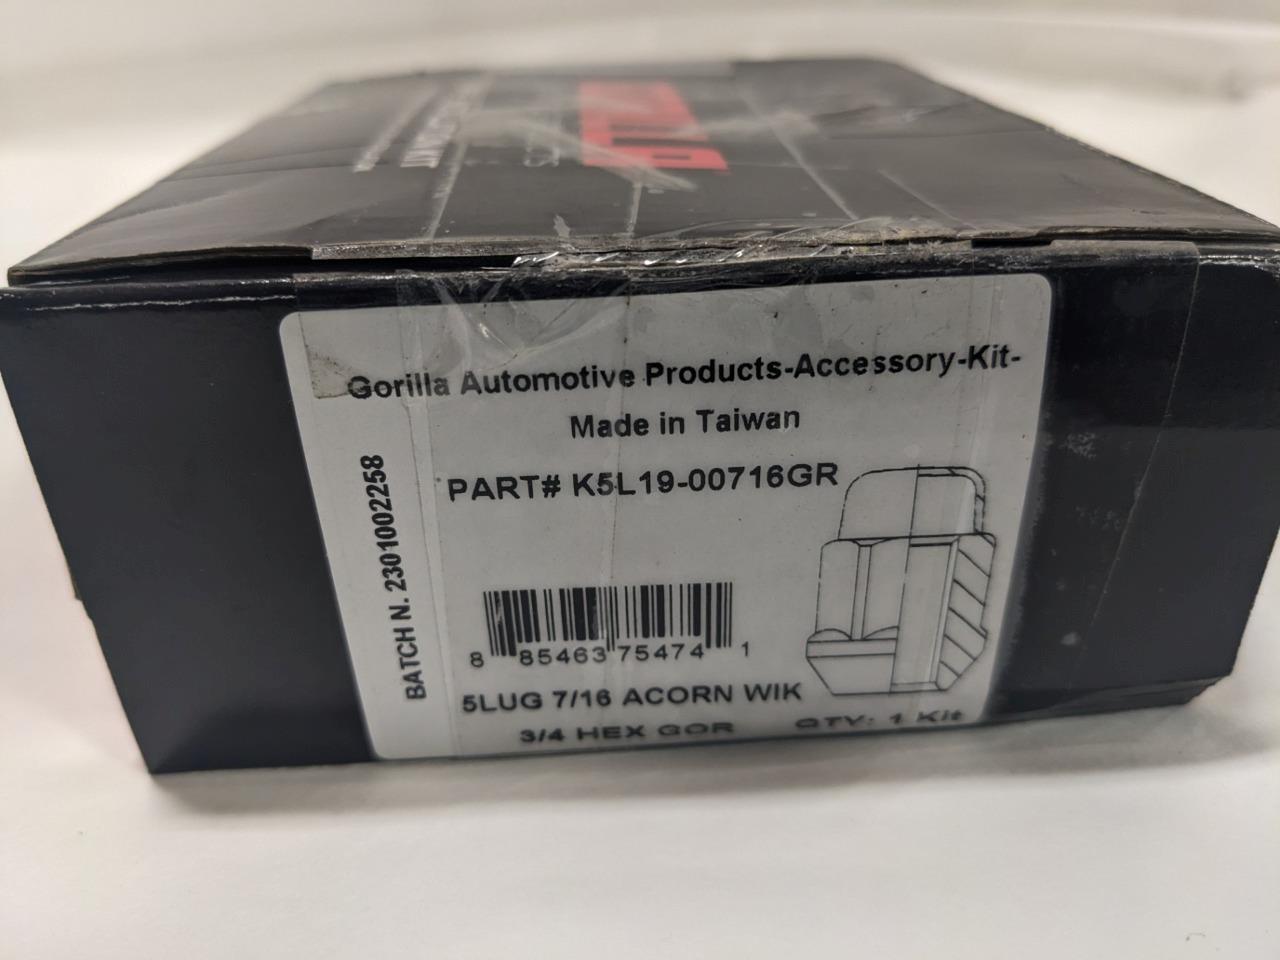 Gorilla Automotive Products-Accessory-Kit-
Made in Taiwan
PART# K5L19-00716GR
BATCH N. 2301002258
8 85463 75474 1
5LUG 7/16 ACORN WIK
3/4 HEX GOR QTY: 1 Kit